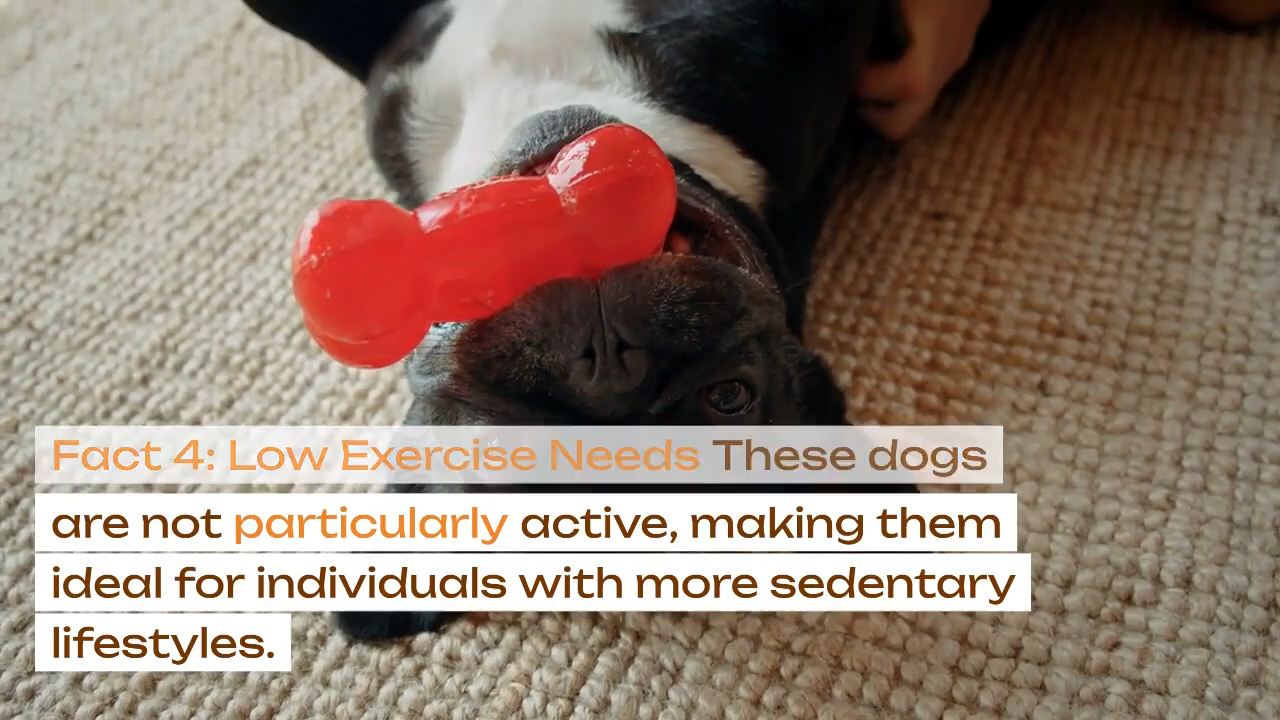 Fact 4: Low Exercise Needs These dogs
are not particularly active, making them
ideal for individuals with more sedentary
lifestyles.